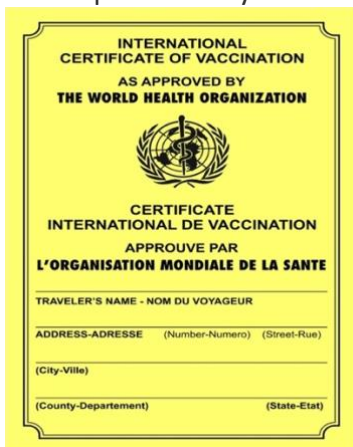 INTERNATIONAL
CERTIFICATE OF VACCINATION
AS APPROVED BY
THE WORLD HEALTH ORGANIZATION
CERTIFICATE
INTERNATIONAL DE VACCINATION
APPROUVE PAR
L'ORGANISATION MONDIALE DE LA SANTE
TRAVELER'S NAME - NOM DU VOYAGEUR
ADDRESS-ADRESSE (Number-Numero) (Street-Rue)
(City-Ville)
(County-Departement) (State-Etat)